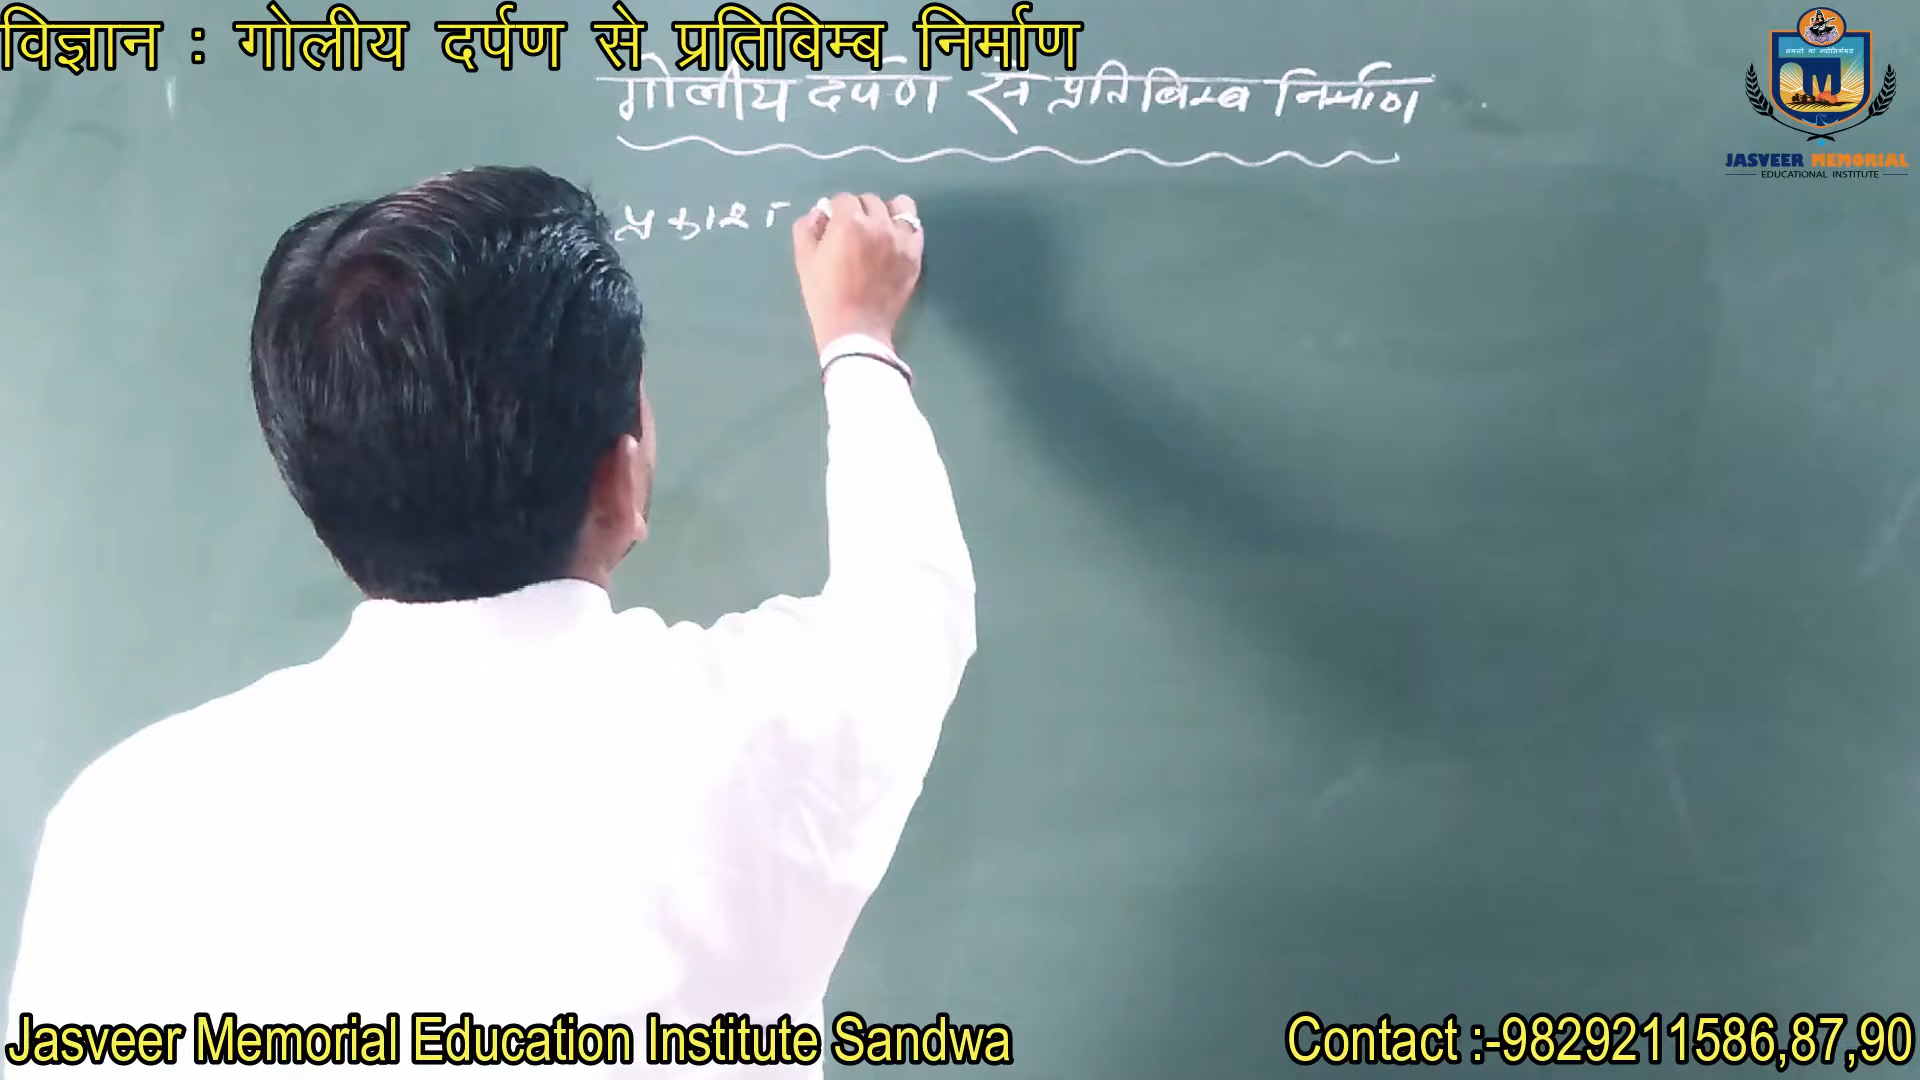 विज्ञान : गोलीय दर्पण से प्रतिबिम्ब निर्माण
गोलीय दर्पण से प्रतिबिम्ब निर्माण
प्रकाश
JASVEER MEMORIAL
EDUCATIONAL INSTITUTE
Jasveer Memorial Education Institute Sandwa
Contact :-9829211586,87,90